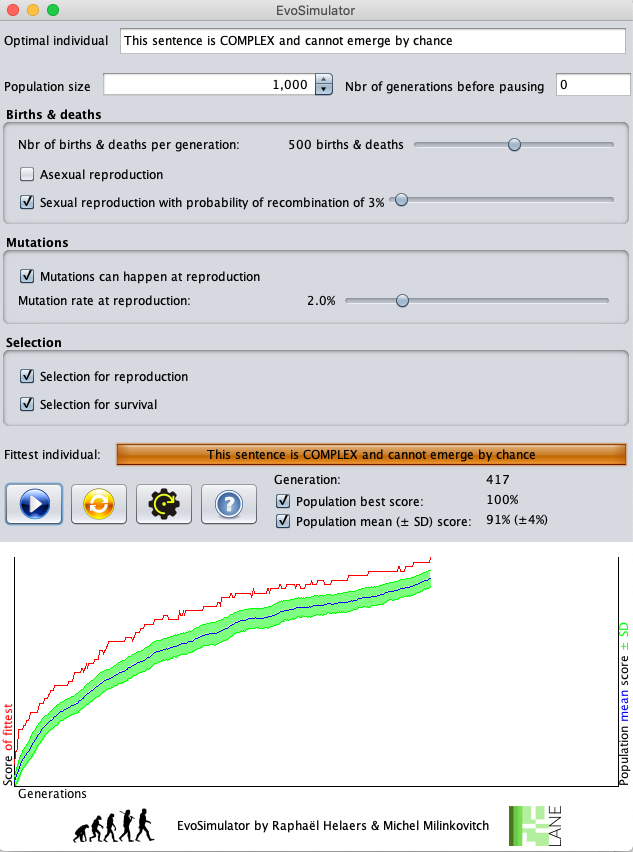 EvoSimulator
Optimal individual This sentence is COMPLEX and cannot emerge by chance
Population size 1,000 Nbr of generations before pausing 0
Births & deaths
Nbr of births & deaths per generation: 500 births & deaths
Asexual reproduction
Sexual reproduction with probability of recombination of 3%
Mutations
Mutations can happen at reproduction
Mutation rate at reproduction: 2.0%
Selection
Selection for reproduction
Selection for survival
Fittest individual: This sentence is COMPLEX and cannot emerge by chance
Generation: 417
Population best score: 100%
Population mean (± SD) score: 91% (±4%)
Score of fittest
Population mean score ± SD
Generations
EvoSimulator by Raphaël Helaers & Michel Milinkovitch
LANE